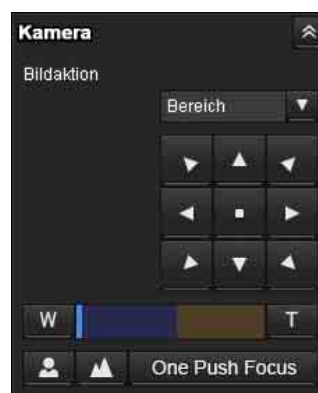 Kamera
Bildaktion
Bereich
W T
One Push Focus